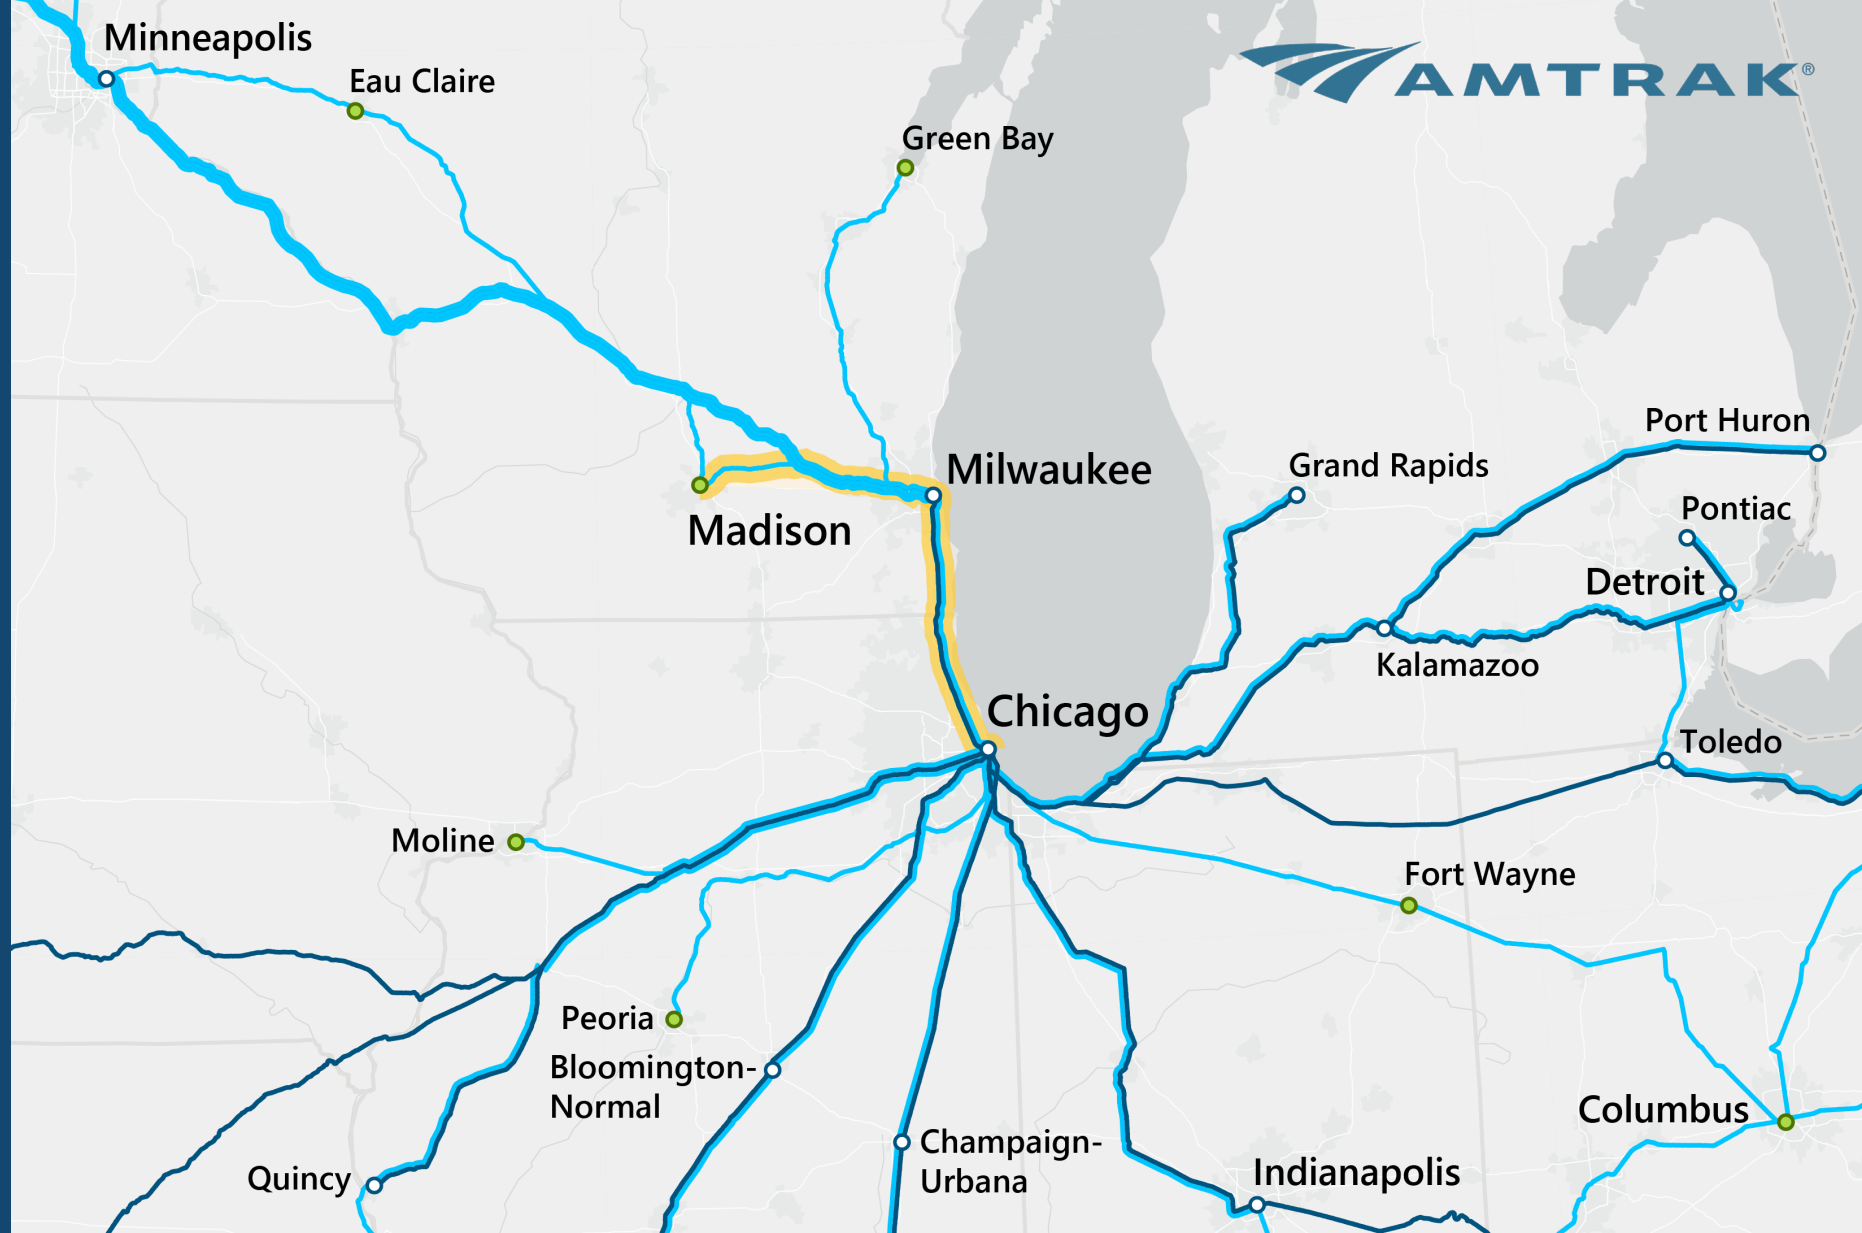 Minneapolis
Eau Claire
AMTRAK®
Green Bay
Port Huron
Grand Rapids
Milwaukee
Pontiac
Madison
Detroit
Kalamazoo
Chicago
Toledo
Moline
Fort Wayne
Peoria
Bloomington-
Normal
Columbus
Champaign-
Urbana
Quincy
Indianapolis